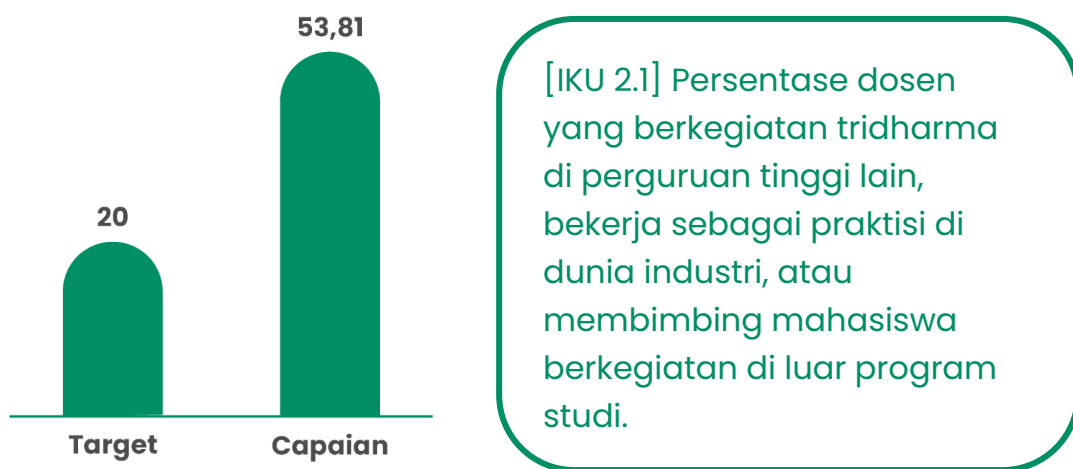 53,81
20
Target
Capaian
[IKU 2.1] Persentase dosen
yang berkegiatan tridharma
di perguruan tinggi lain,
bekerja sebagai praktisi di
dunia industri, atau
membimbing mahasiswa
berkegiatan di luar program
studi.